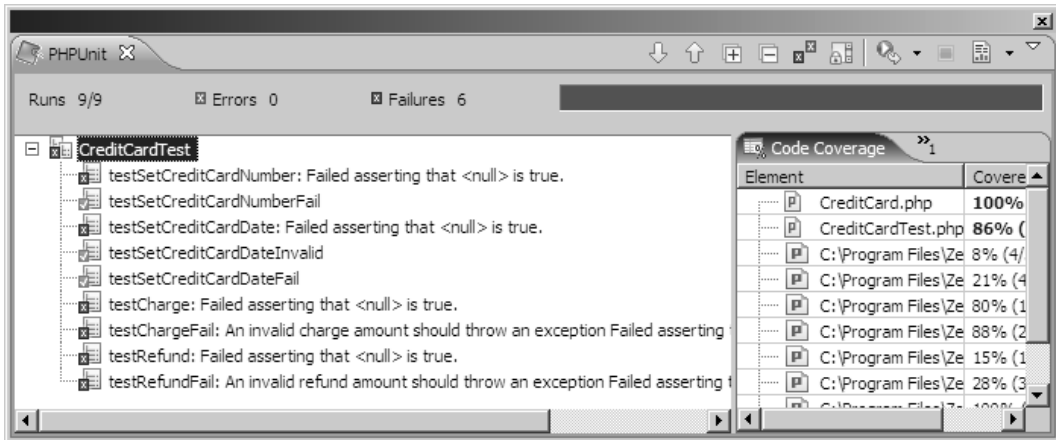 PHPUnit
Runs 9/9 Errors 0 Failures 6
CreditCardTest
testSetCreditCardNumber: Failed asserting that <null> is true.
testSetCreditCardNumberFail
testSetCreditCardDate: Failed asserting that <null> is true.
testSetCreditCardDateInvalid
testSetCreditCardDateFail
testCharge: Failed asserting that <null> is true.
testChargeFail: An invalid charge amount should throw an exception Failed asserting
testRefund: Failed asserting that <null> is true.
testRefundFail: An invalid refund amount should throw an exception Failed asserting t
Code Coverage »1
Element Covere
CreditCard.php 100%
CreditCardTest.php 86% (
C:\Program Files\Ze 8% (4/
C:\Program Files\Ze 21% (4
C:\Program Files\Ze 80% (1
C:\Program Files\Ze 88% (2
C:\Program Files\Ze 15% (1
C:\Program Files\Ze 28% (3